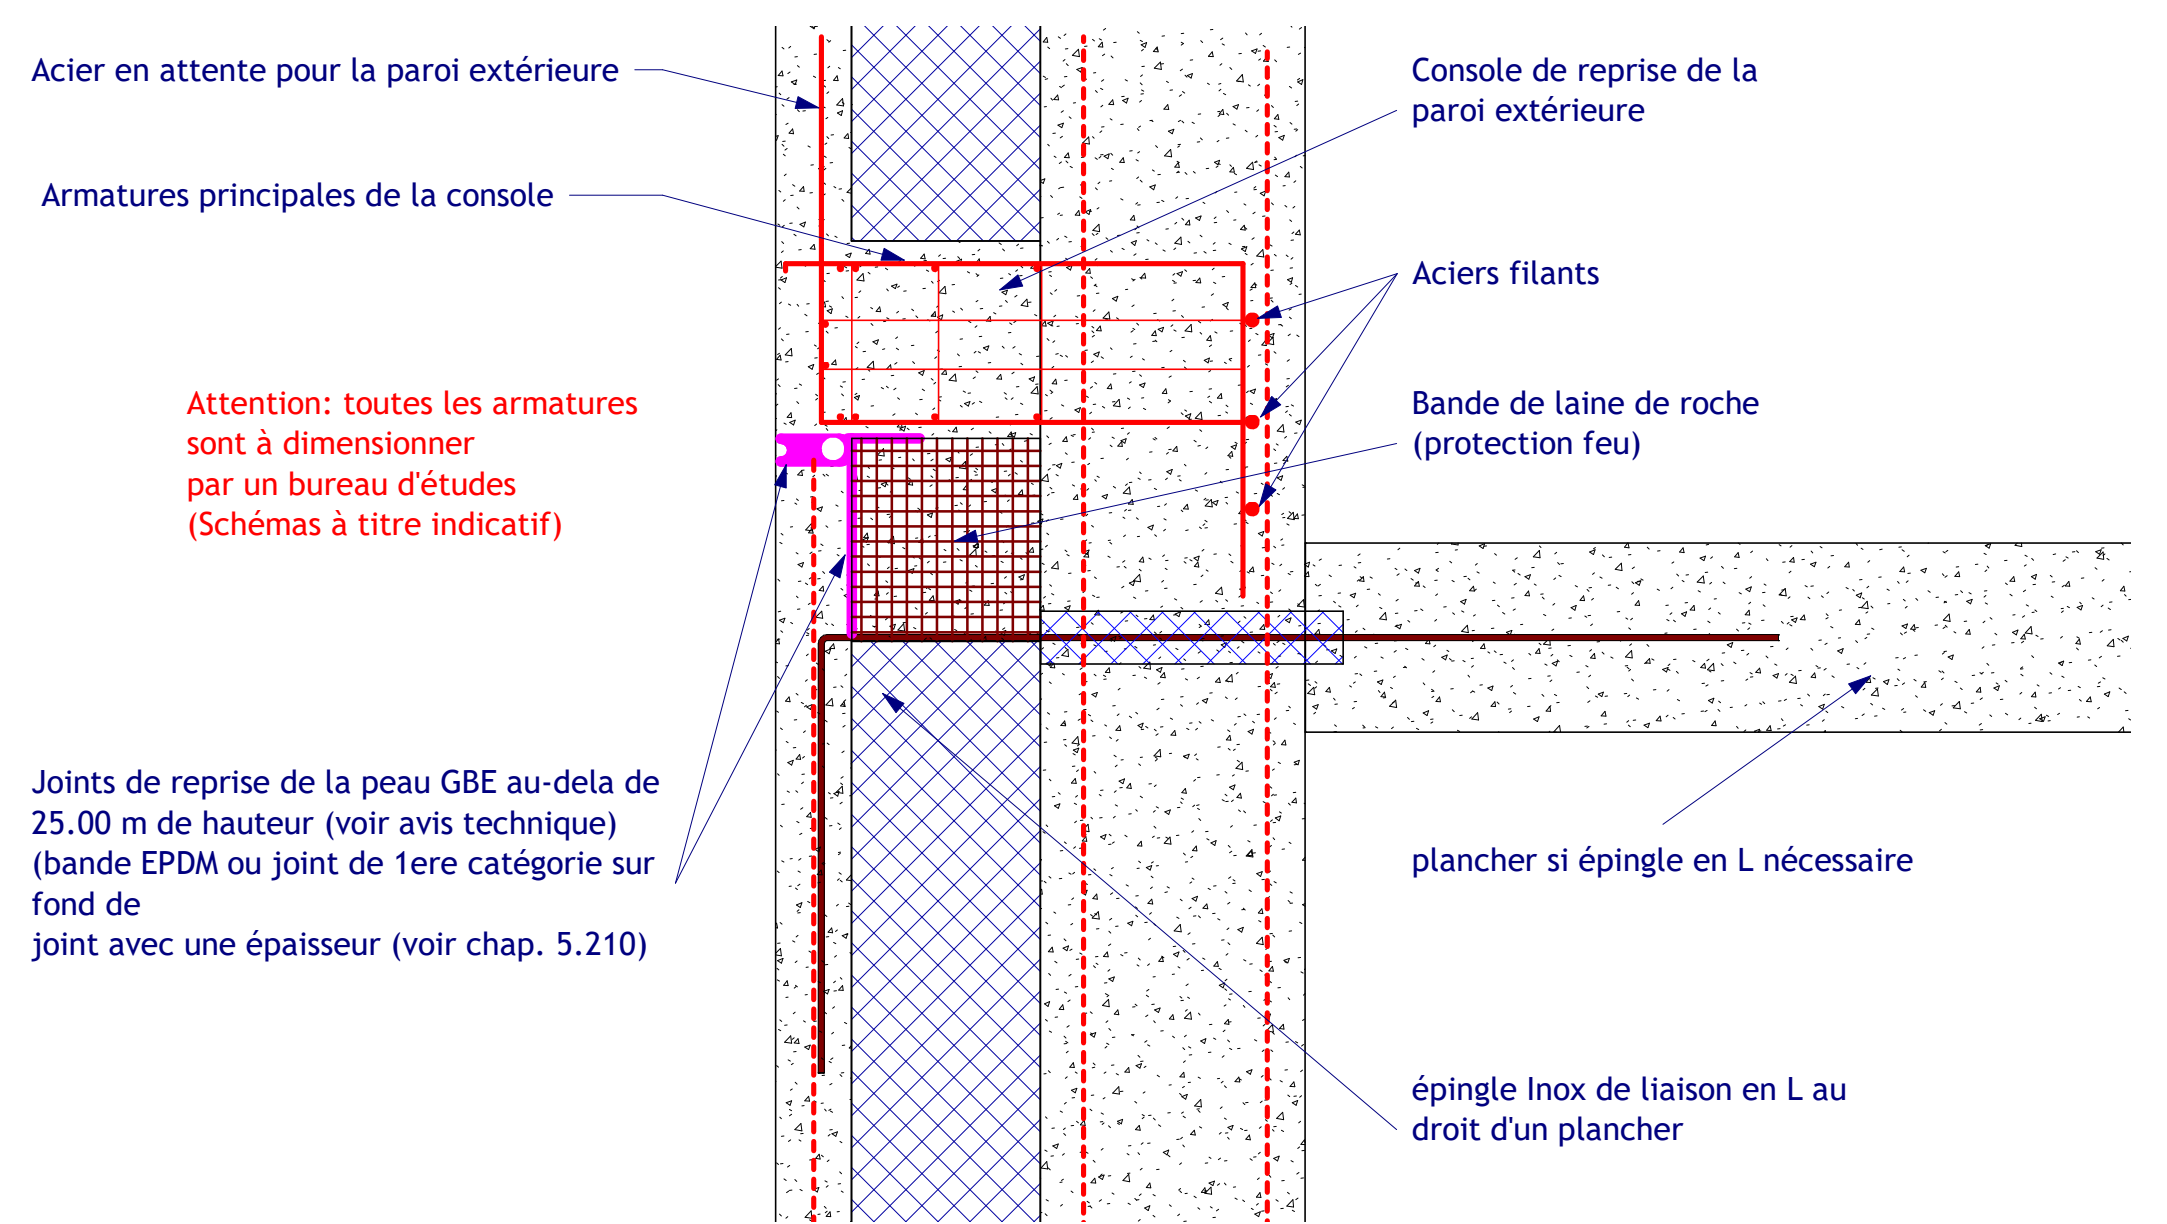 Acier en attente pour la paroi extérieure
Armatures principales de la console
Attention: toutes les armatures
sont à dimensionner
par un bureau d'études
(Schémas à titre indicatif)
Joints de reprise de la peau GBE au-dela de
25.00 m de hauteur (voir avis technique)
(bande EPDM ou joint de 1ere catégorie sur
fond de
joint avec une épaisseur (voir chap. 5.210)
Console de reprise de la
paroi extérieure
Aciers filants
Bande de laine de roche
(protection feu)
plancher si épingle en L nécessaire
épingle Inox de liaison en L au
droit d'un plancher